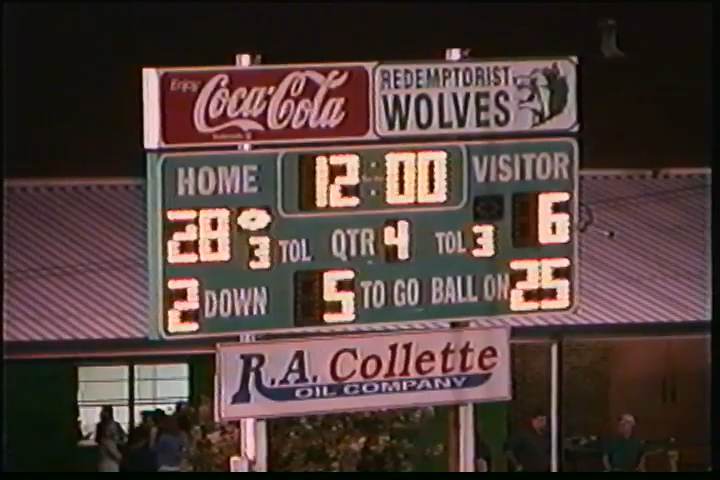 Enjoy
Coca-Cola
REDEMPTORIST
WOLVES
HOME 12:00 VISITOR
28 3 TOL QTR 4 TOL 3 6
2 DOWN 5 TO GO BALL ON 25
R.A. Collette
OIL COMPANY